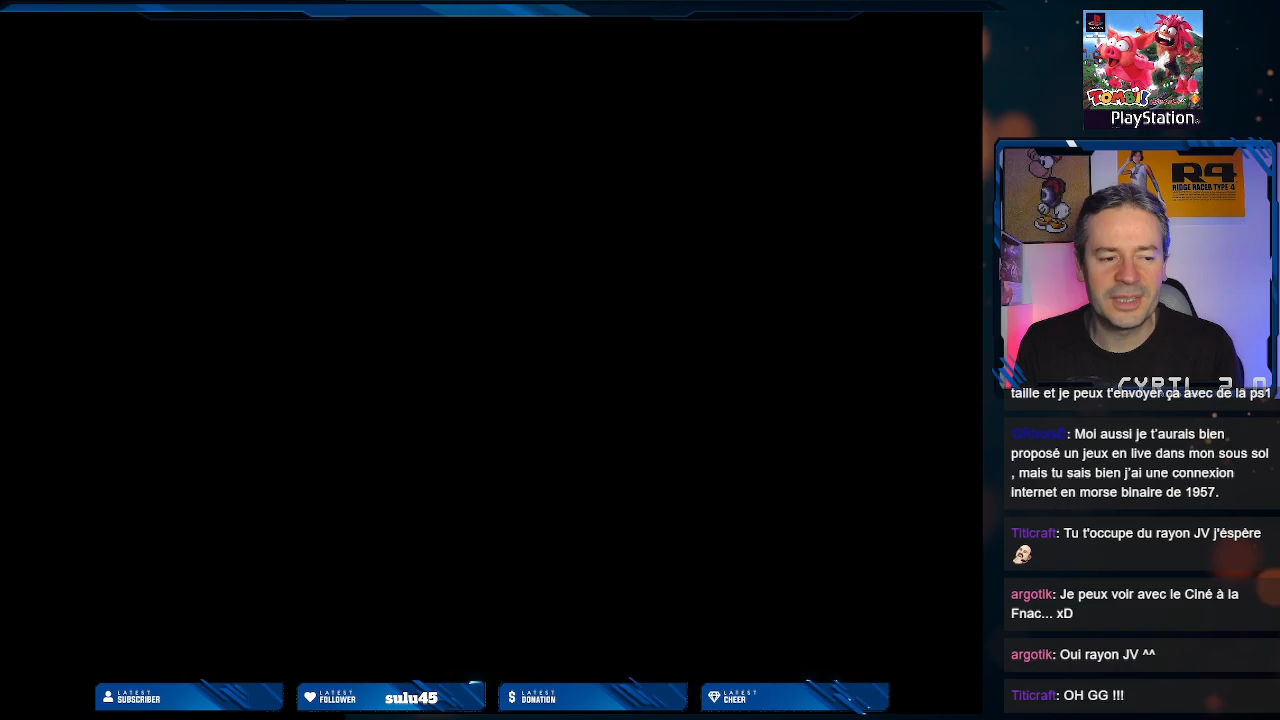 TOMBI!
PlayStation
R4
RIDGE RACER TYPE 4
CYRIL 2.0
taille et je peux t'envoyer ça avec de la ps1
: Moi aussi je t'aurais bien
proposé un jeux en live dans mon sous sol
, mais tu sais bien j'ai une connexion
internet en morse binaire de 1957.
Titicraft: Tu t'occupe du rayon JV j'éspère
argotik: Je peux voir avec le Ciné à la
Fnac... xD
argotik: Oui rayon JV ^^
Titicraft: OH GG !!!
LATEST
SUBSCRIBER
LATEST
FOLLOWER
sulu45
LATEST
DONATION
LATEST
CHEER